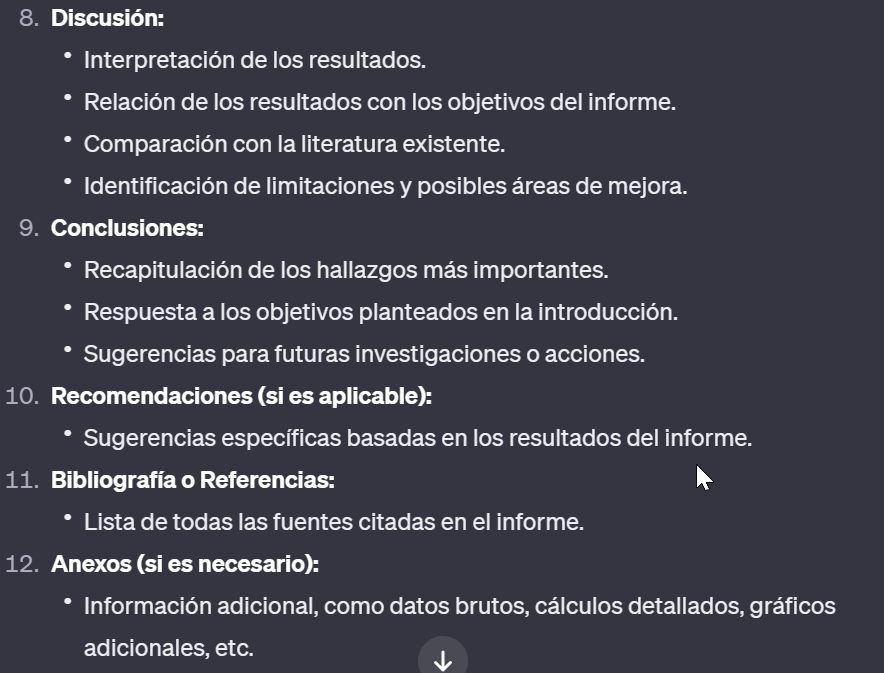 8. Discusión:
• Interpretación de los resultados.
• Relación de los resultados con los objetivos del informe.
• Comparación con la literatura existente.
• Identificación de limitaciones y posibles áreas de mejora.
9. Conclusiones:
• Recapitulación de los hallazgos más importantes.
• Respuesta a los objetivos planteados en la introducción.
• Sugerencias para futuras investigaciones o acciones.
10. Recomendaciones (si es aplicable):
• Sugerencias específicas basadas en los resultados del informe.
11. Bibliografía o Referencias:
• Lista de todas las fuentes citadas en el informe.
12. Anexos (si es necesario):
• Información adicional, como datos brutos, cálculos detallados, gráficos
adicionales, etc.